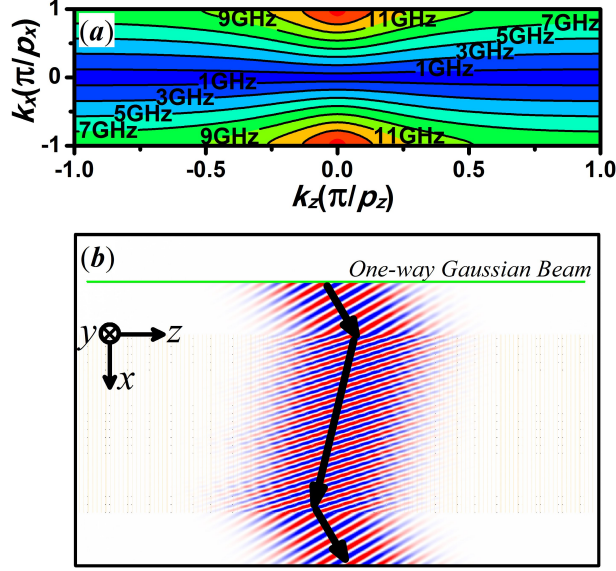 (a)
1
0
-1
kx(π/px)
9GHz 11GHz 7GHz
5GHz
3GHz
1GHz 1GHz
3GHz
5GHz
7GHz 9GHz 11GHz
-1.0 -0.5 0.0 0.5 1.0
kz(π/pz)
(b)
One-way Gaussian Beam
y z
x